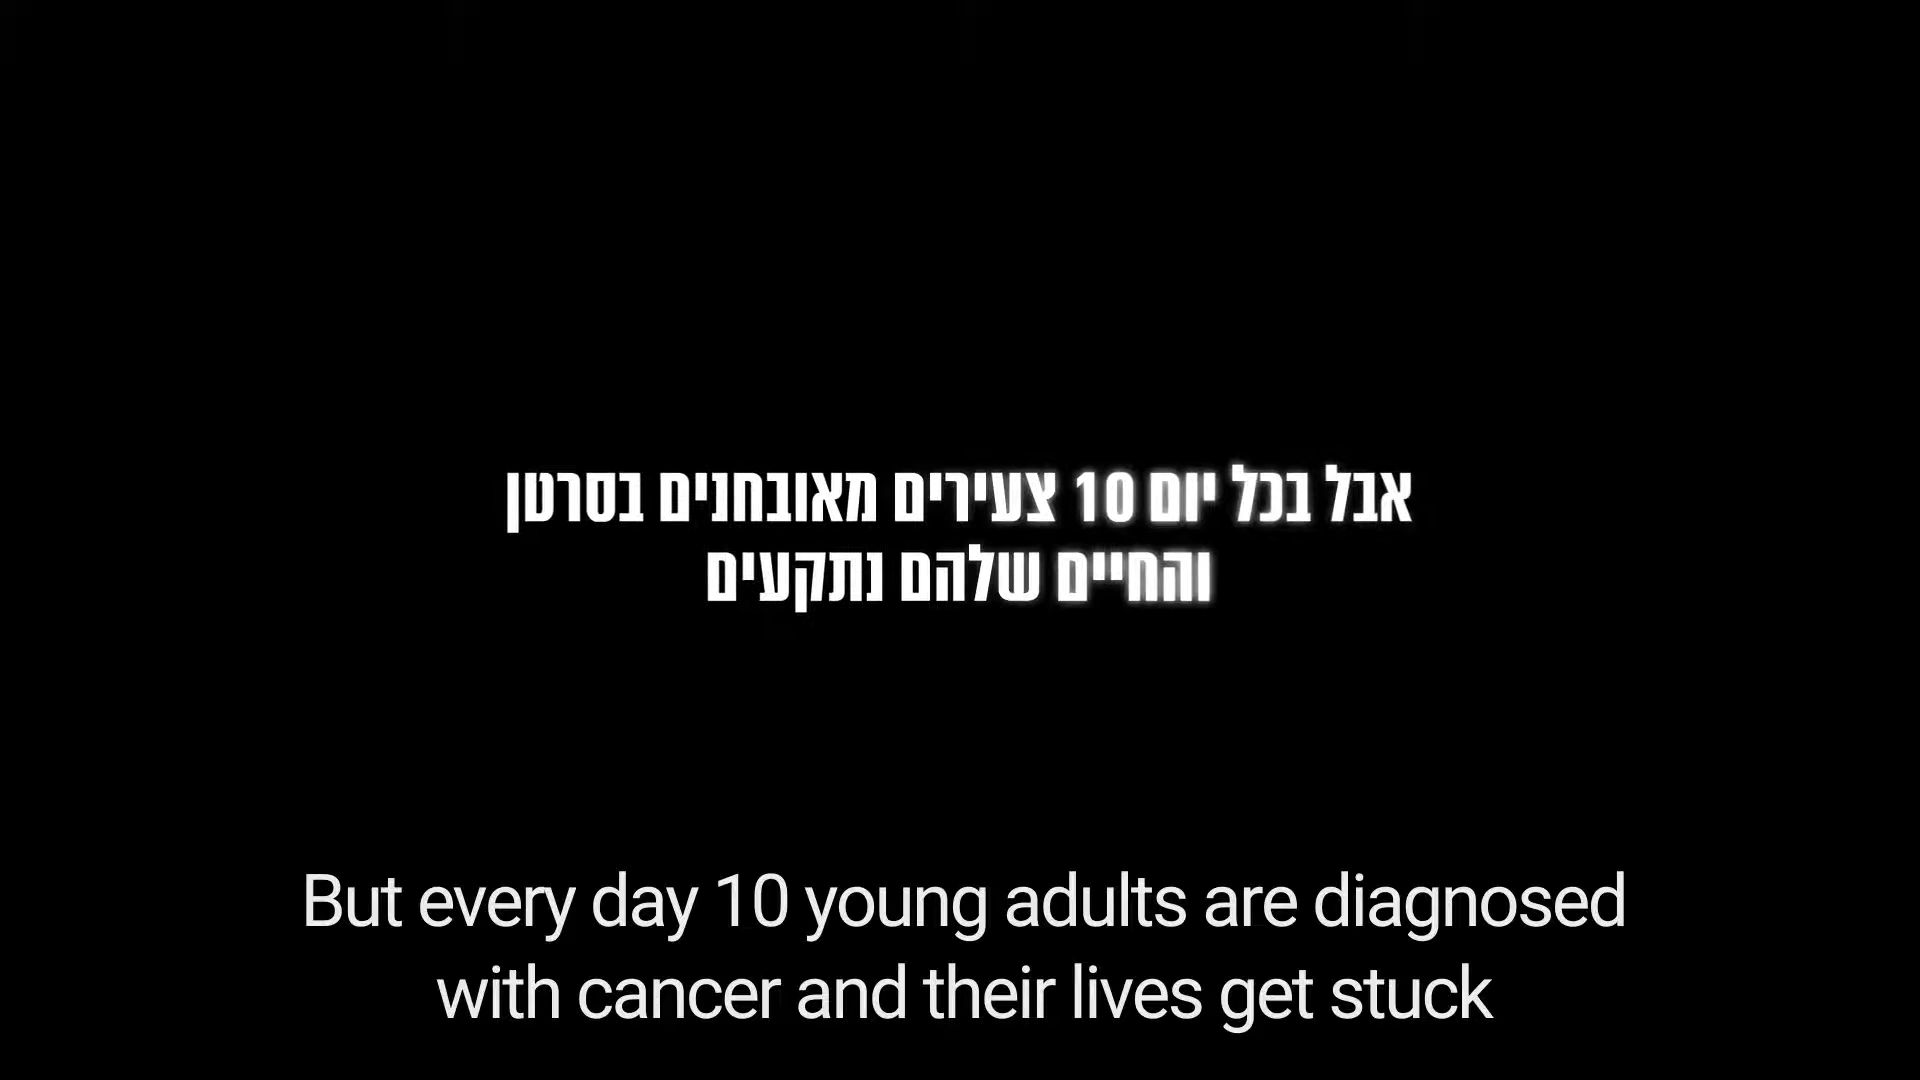 אבל בכל יום 10 צעירים מאובחנים בסרטן
והחיים שלהם נתקעים
But every day 10 young adults are diagnosed
with cancer and their lives get stuck